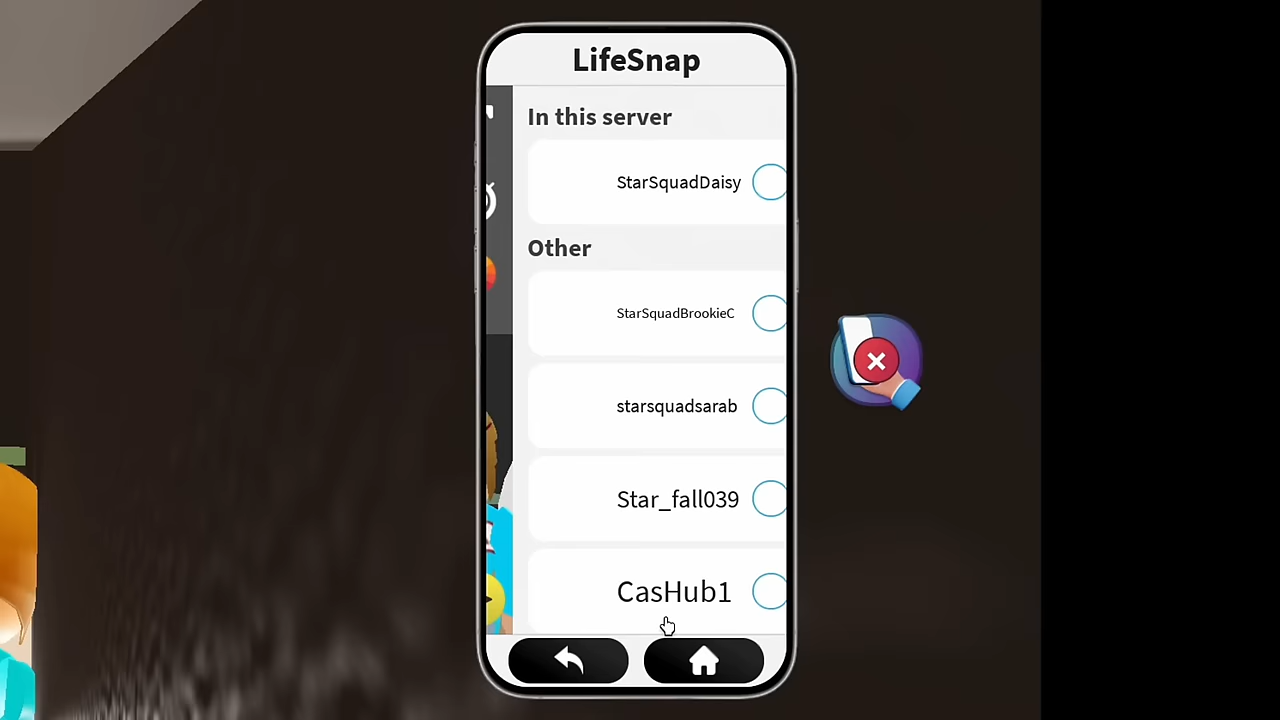 LifeSnap
In this server
StarSquadDaisy
Other
StarSquadBrookieC
starsquadsarab
Star_fall039
CasHub1